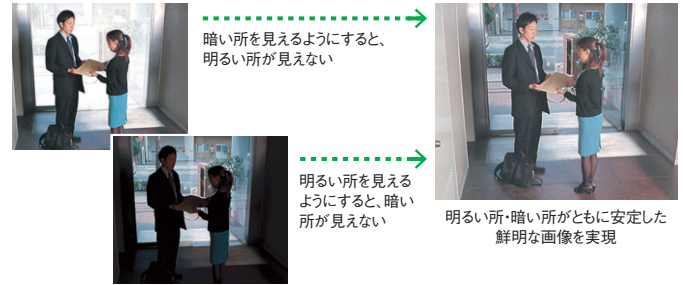 暗い所を見えるようにすると、
明るい所が見えない
明るい所を見える
ようにすると、暗い
所が見えない
明るい所・暗い所がともに安定した
鮮明な画像を実現